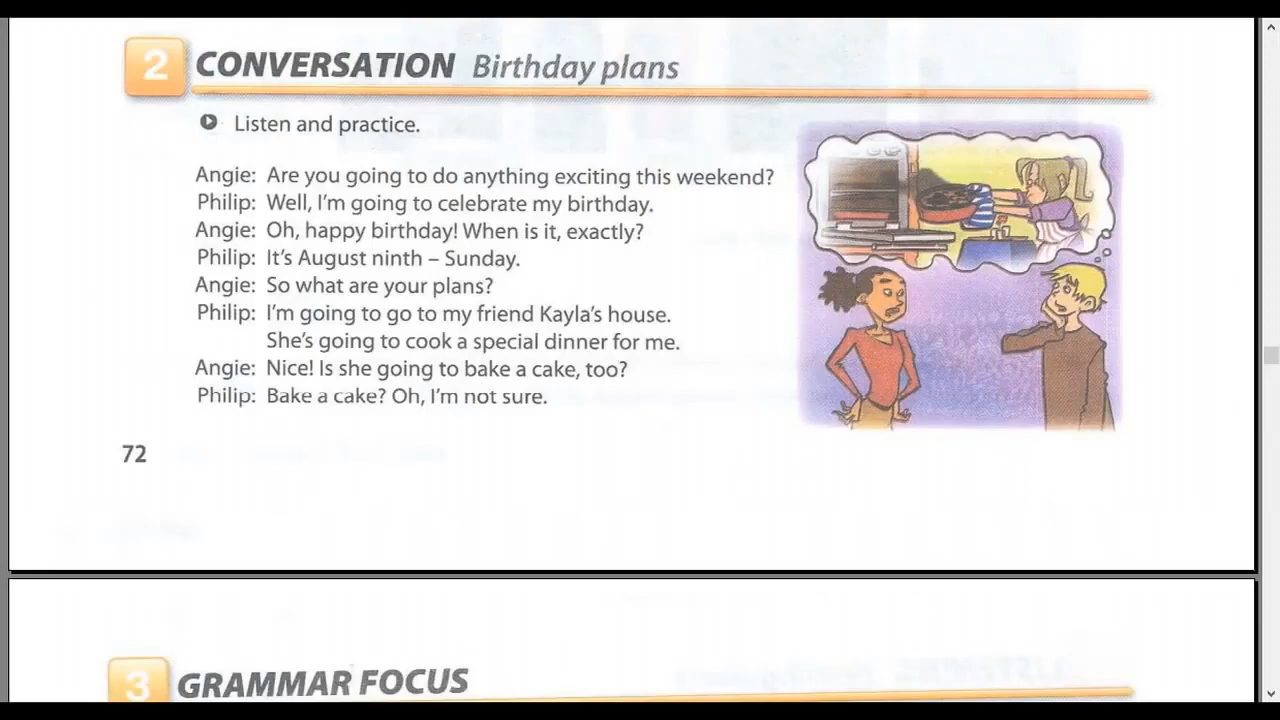 2 CONVERSATION Birthday plans
Listen and practice.
Angie: Are you going to do anything exciting this weekend?
Philip: Well, I'm going to celebrate my birthday.
Angie: Oh, happy birthday! When is it, exactly?
Philip: It's August ninth – Sunday.
Angie: So what are your plans?
Philip: I'm going to go to my friend Kayla's house.
She's going to cook a special dinner for me.
Angie: Nice! Is she going to bake a cake, too?
Philip: Bake a cake? Oh, I'm not sure.
72
3 GRAMMAR FOCUS